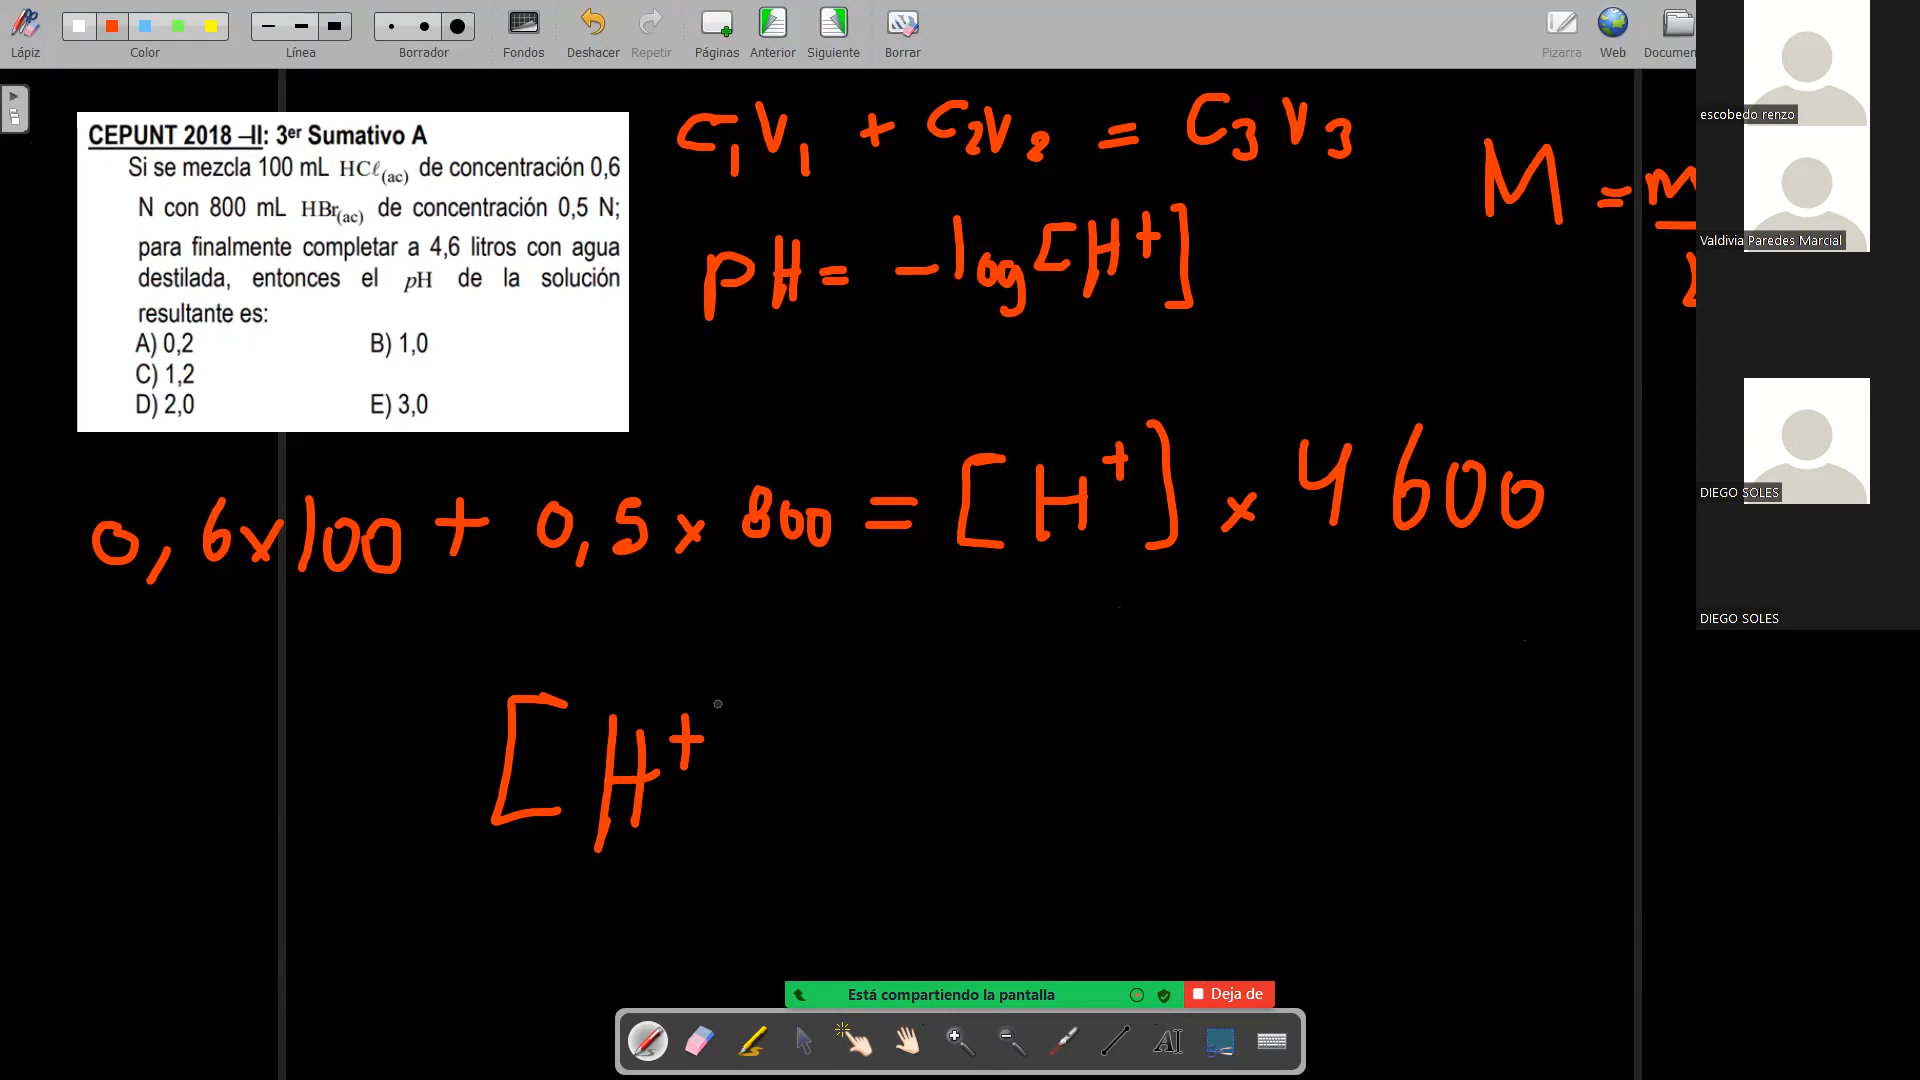 Lápiz Color Línea Borrador Fondos Deshacer Repetir Páginas Anterior Siguiente Borrar Pizarra Web Documen
CEPUNT 2018 –II: 3er Sumativo A
Si se mezcla 100 mL HCℓ(ac) de concentración 0,6
N con 800 mL HBr(ac) de concentración 0,5 N;
para finalmente completar a 4,6 litros con agua
destilada, entonces el pH de la solución
resultante es:
A) 0,2 B) 1,0
C) 1,2
D) 2,0 E) 3,0
C₁V₁ + C₂V₂ = C₃V₃
pH = -log[H⁺]
M = m
0,6x100 + 0,5 x 800 = [H⁺] x 4600
[H⁺
escobedo renzo
Valdivia Paredes Marcial
DIEGO SOLES
DIEGO SOLES
Está compartiendo la pantalla
Deja de